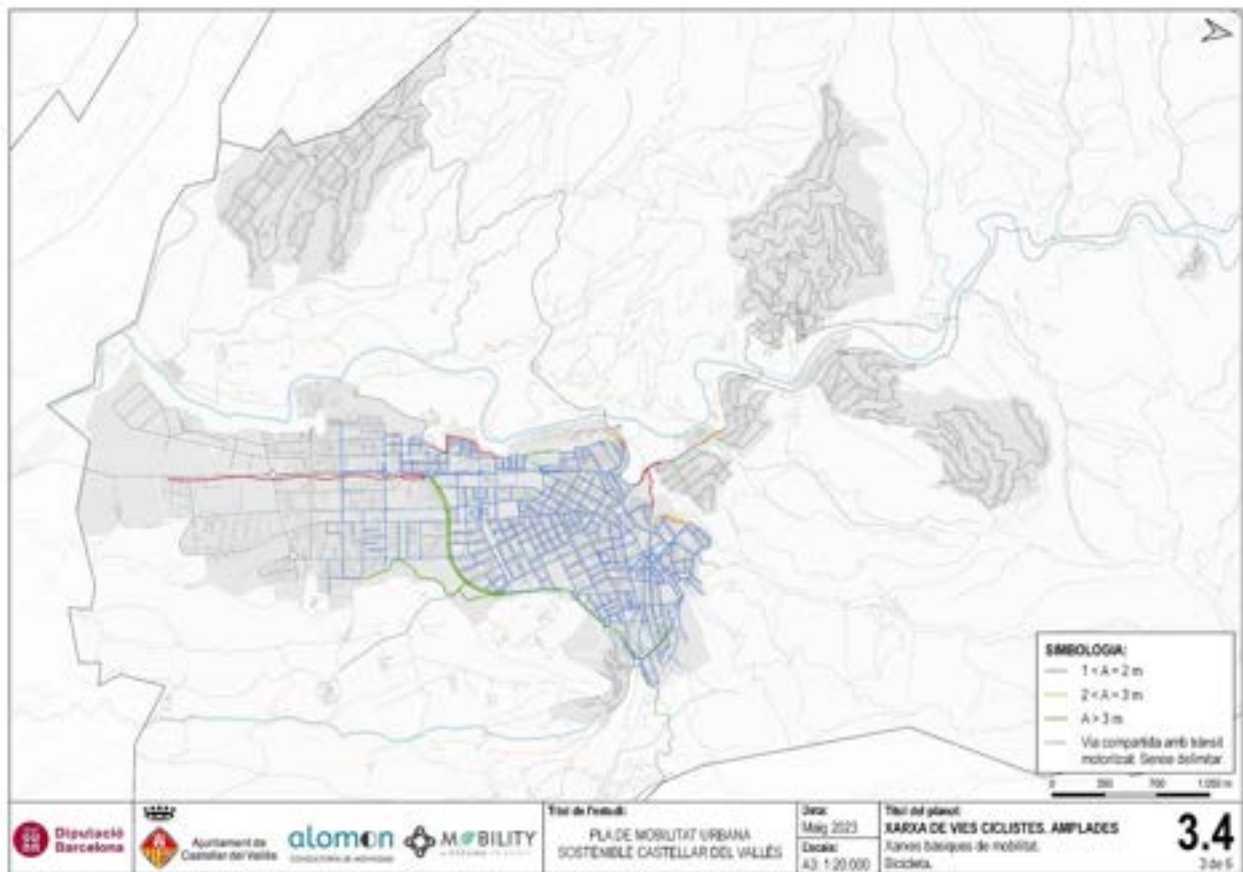 SIMBOLOGIA:
1 < A = 2 m
2 < A = 3 m
A > 3 m
Via compartida amb trànsit
motoritzat. Sense delimitar
0
700
Diputació
Barcelona
Ajuntament de
Castellar del Vallès
alomon
MOBILITY
Títol de l'estudi:
PLA DE MOBILITAT URBANA
SOSTENIBLE CASTELLAR DEL VALLÈS
Data:
Maig 2023
Escala:
A3 1:20.000
Títol del plànol:
XARXA DE VIES CICLISTES. AMPLADES
Xarxes bàsiques de mobilitat.
Bicicleta.
3.4
3 de 6